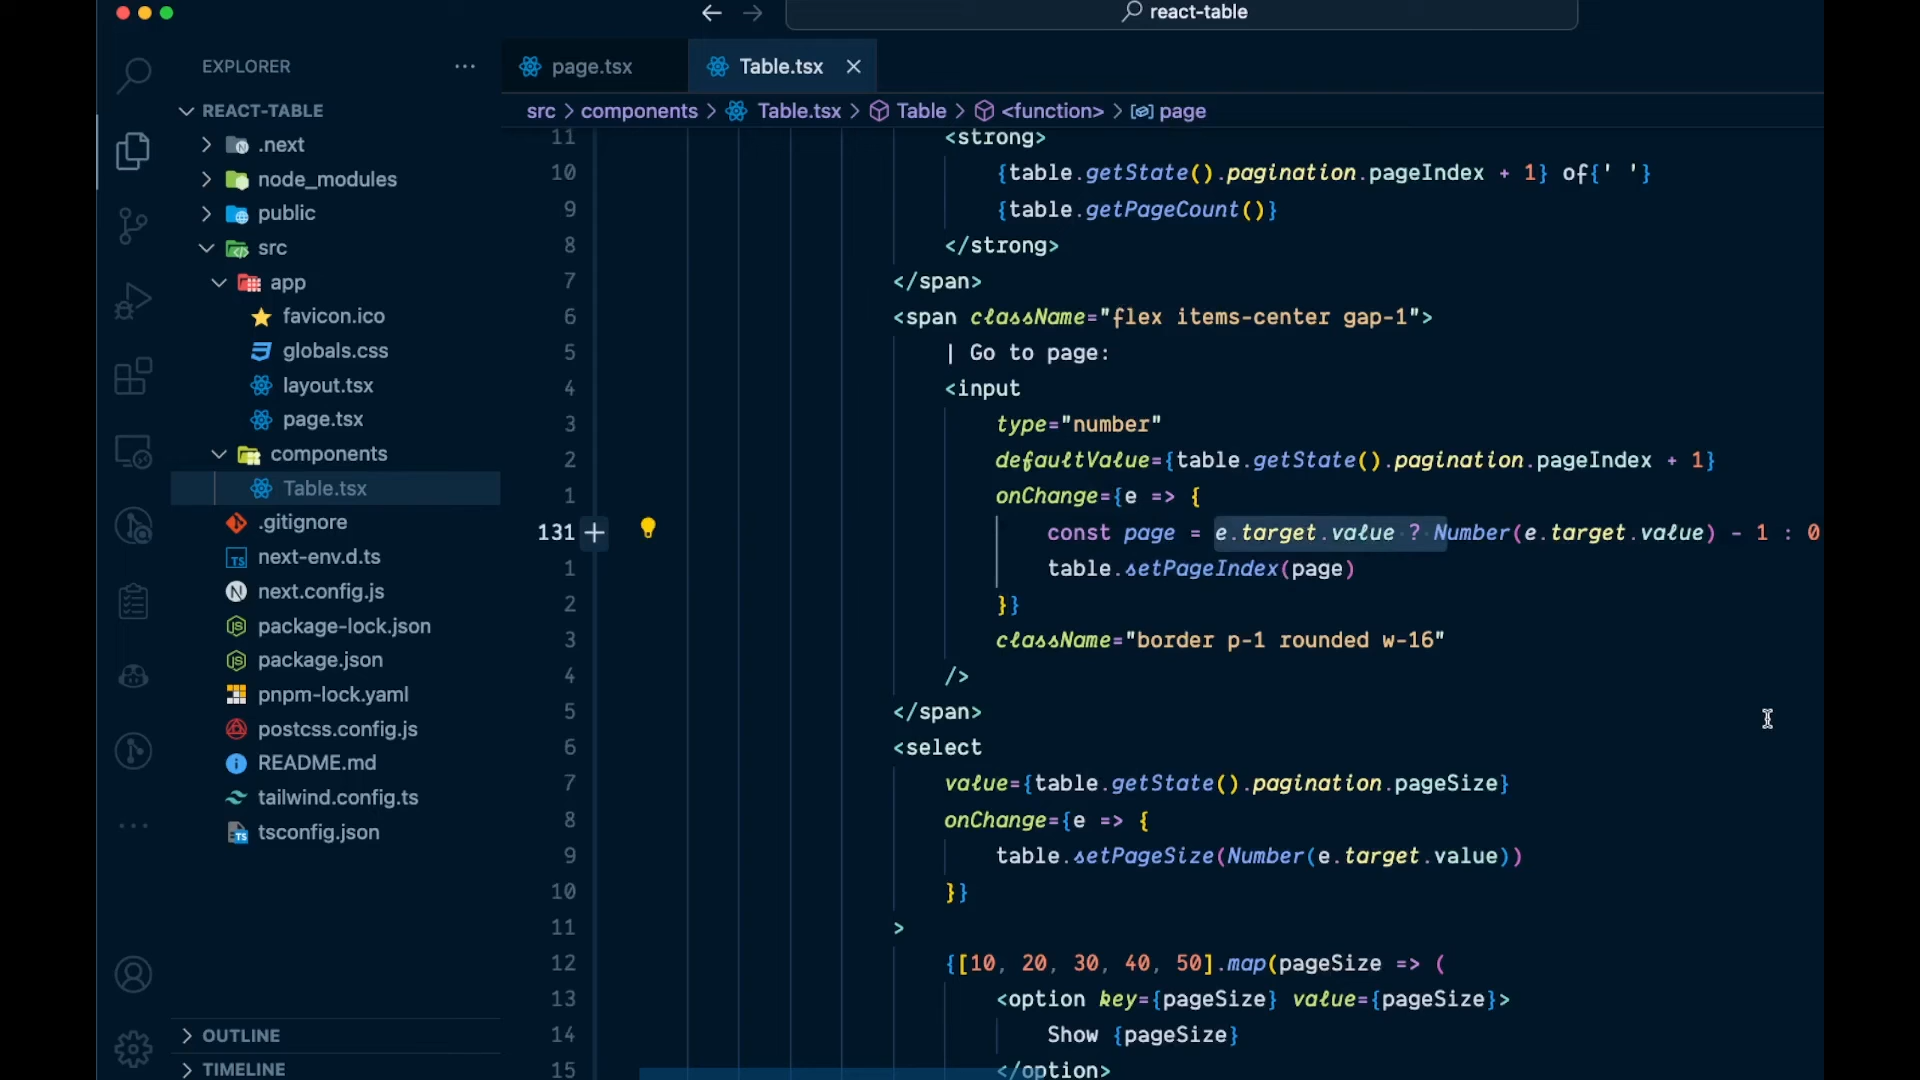 react-table
EXPLORER
page.tsx
Table.tsx
REACT-TABLE
src > components > Table.tsx > Table > <function> > page
.next
node_modules
public
src
app
favicon.ico
globals.css
layout.tsx
page.tsx
components
Table.tsx
.gitignore
next-env.d.ts
next.config.js
package-lock.json
package.json
pnpm-lock.yaml
postcss.config.js
README.md
tailwind.config.ts
tsconfig.json
OUTLINE
TIMELINE
11 <strong>
10 {table.getState().pagination.pageIndex + 1} of{' '}
9 {table.getPageCount()}
8 </strong>
7 </span>
6 <span className="flex items-center gap-1">
5 | Go to page:
4 <input
3 type="number"
2 defaultValue={table.getState().pagination.pageIndex + 1}
1 onChange={e => {
131 const page = e.target.value ? Number(e.target.value) - 1 : 0
1 table.setPageIndex(page)
2 }}
3 className="border p-1 rounded w-16"
4 />
5 </span>
6 <select
7 value={table.getState().pagination.pageSize}
8 onChange={e => {
9 table.setPageSize(Number(e.target.value))
10 }}
11 >
12 {[10, 20, 30, 40, 50].map(pageSize => (
13 <option key={pageSize} value={pageSize}>
14 Show {pageSize}
15 </option>